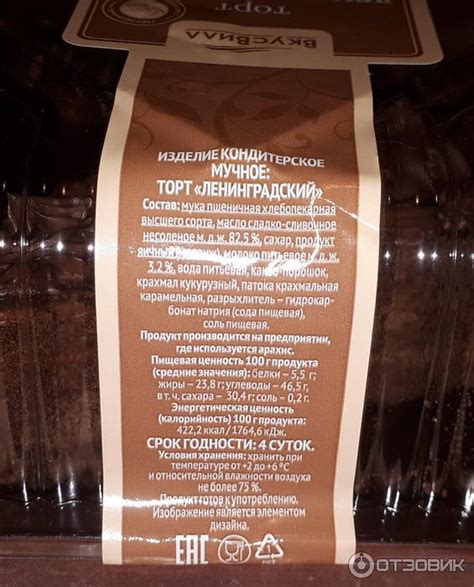 ТОРТ
ВКУСВИЛЛ
ИЗДЕЛИЕ КОНДИТЕРСКОЕ
МУЧНОЕ:
ТОРТ «ЛЕНИНГРАДСКИЙ»
Состав: мука пшеничная хлебопекарная
высшего сорта, масло сладко-сливочное
несоленое м. д. ж. 82,5 %, сахар, продукт
яичный молоко питьевое м. д. ж.
3,2 %, вода питьевая, какао-порошок,
крахмал кукурузный, патока крахмальная
карамельная, разрыхлитель – гидрокар-
бонат натрия (сода пищевая),
соль пищевая.
Продукт производится на предприятии,
где используется арахис.
Пищевая ценность 100 г продукта
(средние значения): белки – 5,5 г;
жиры – 23,8 г; углеводы – 46,5 г,
в т. ч. сахара – 30,4 г; соль – 0,2 г.
Энергетическая ценность
(калорийность) 100 г продукта:
422,2 ккал / 1764,6 кДж.
СРОК ГОДНОСТИ: 4 СУТОК.
Условия хранения: хранить при
температуре от +2 до +6 °С
и относительной влажности воздуха
не более 75 %.
Продукт готов к употреблению.
Изображение является элементом
дизайна.
EAC
ОТЗОВИК